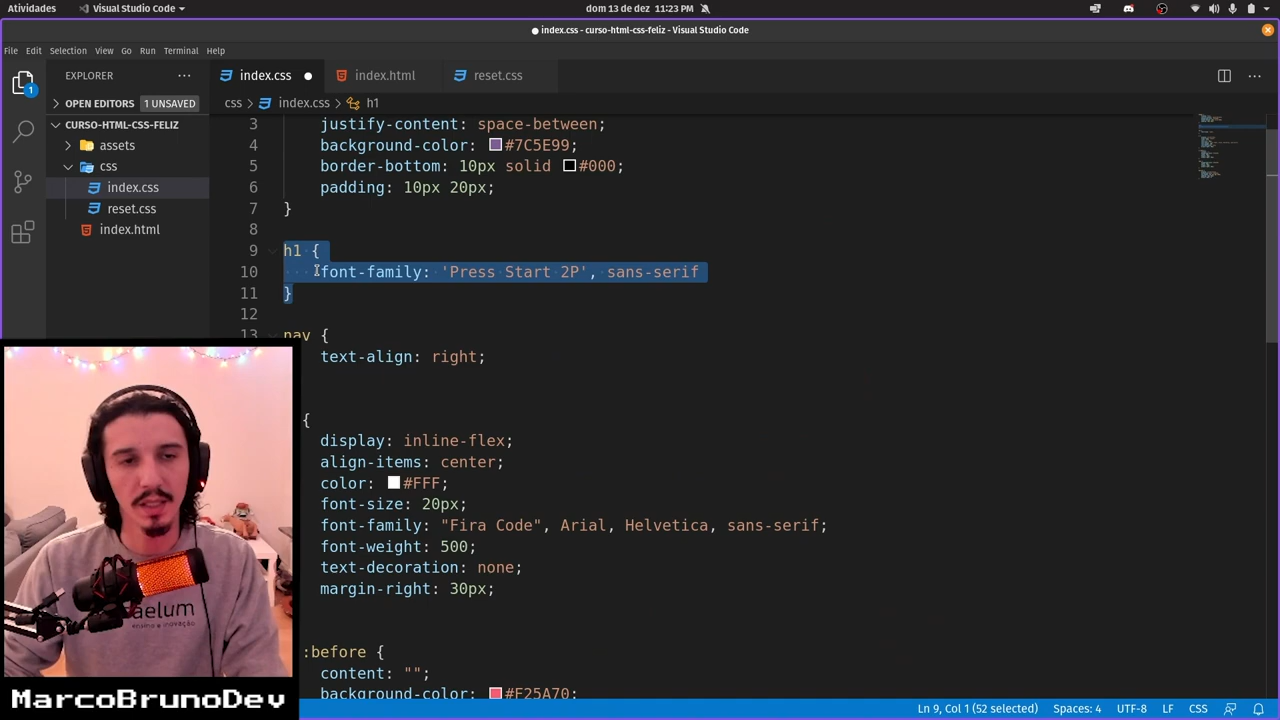 Atividades
Visual Studio Code
dom 13 de dez 11:23 PM
● index.css - curso-html-css-feliz - Visual Studio Code
File Edit Selection View Go Run Terminal Help
1
EXPLORER ···
index.css ●
index.html
reset.css
···
OPEN EDITORS 1 UNSAVED
css > index.css > h1
CURSO-HTML-CSS-FELIZ
assets
css
index.css
reset.css
index.html
3 justify-content: space-between;
4 background-color: #7C5E99;
5 border-bottom: 10px solid #000;
6 padding: 10px 20px;
7 }
8
9 h1 {
10 font-family: 'Press Start 2P', sans-serif
11 }
12
13 nav {
text-align: right;
{
display: inline-flex;
align-items: center;
color: #FFF;
font-size: 20px;
font-family: "Fira Code", Arial, Helvetica, sans-serif;
font-weight: 500;
text-decoration: none;
margin-right: 30px;
:before {
content: "";
background-color: #F25A70;
aelum
ensino e inovação
MarcoBrunoDev
Ln 9, Col 1 (52 selected) Spaces: 4 UTF-8 LF CSS